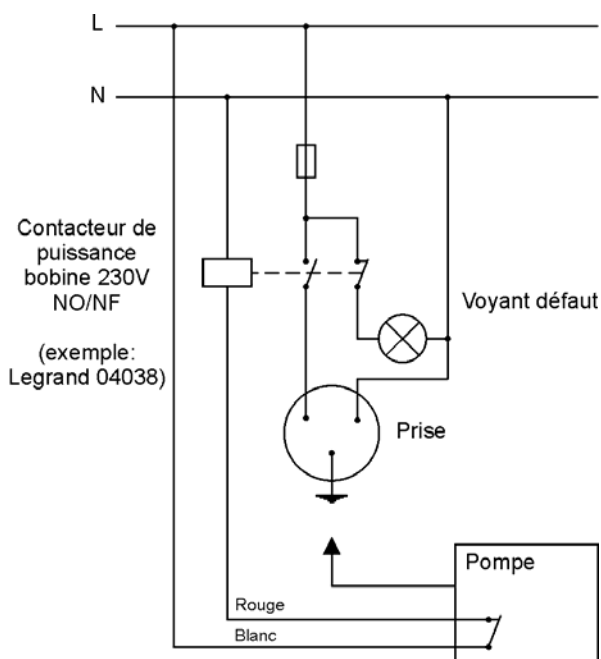 L
N
Contacteur de
puissance
bobine 230V
NO/NF
(exemple:
Legrand 04038)
Voyant défaut
Prise
Pompe
Rouge
Blanc